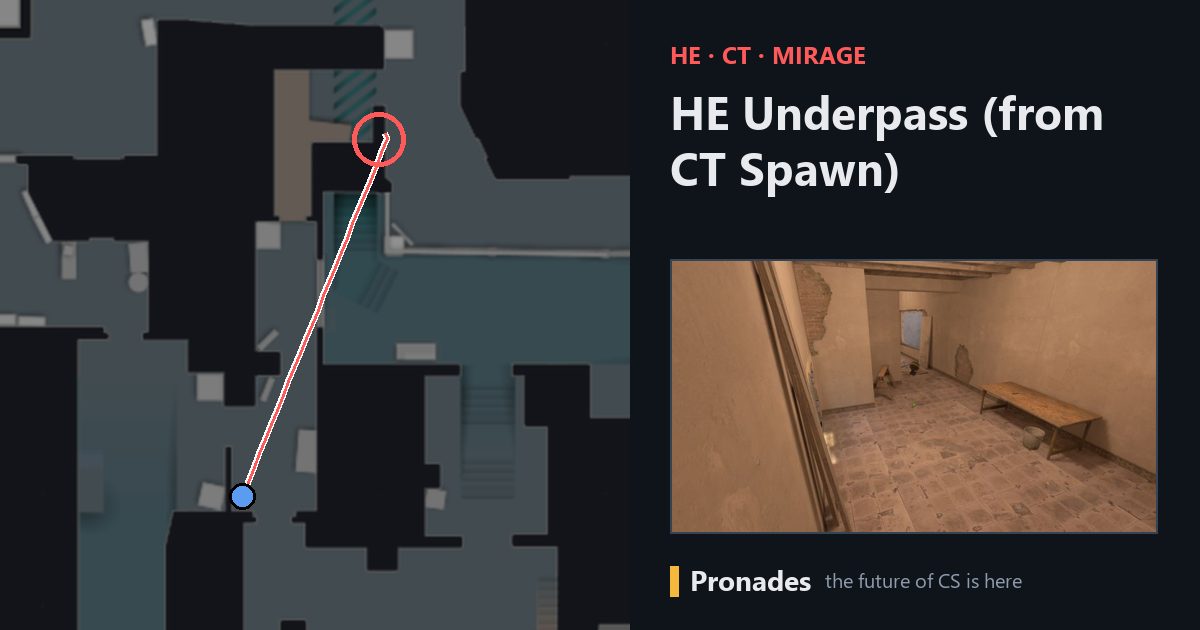 HE · CT · MIRAGE
HE Underpass (from
CT Spawn)
Pronades the future of CS is here